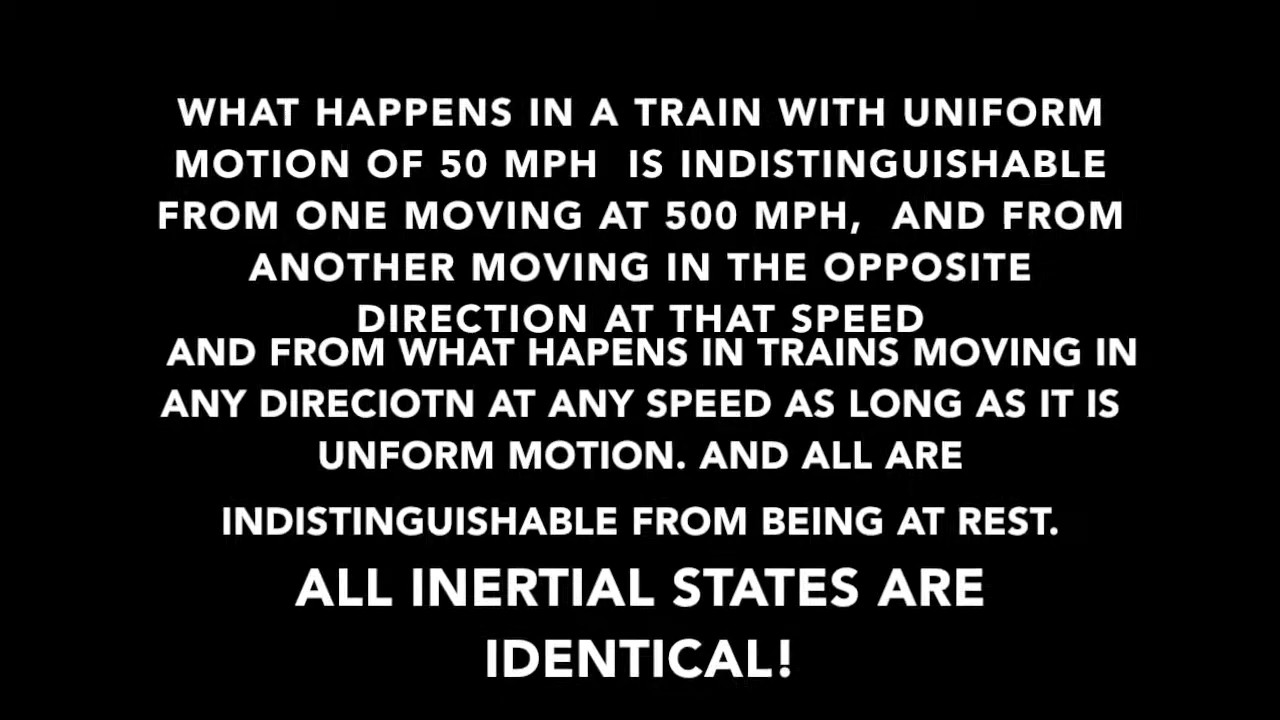 WHAT HAPPENS IN A TRAIN WITH UNIFORM
MOTION OF 50 MPH IS INDISTINGUISHABLE
FROM ONE MOVING AT 500 MPH, AND FROM
ANOTHER MOVING IN THE OPPOSITE
DIRECTION AT THAT SPEED
AND FROM WHAT HAPENS IN TRAINS MOVING IN
ANY DIRECIOTN AT ANY SPEED AS LONG AS IT IS
UNFORM MOTION. AND ALL ARE
INDISTINGUISHABLE FROM BEING AT REST.
ALL INERTIAL STATES ARE
IDENTICAL!